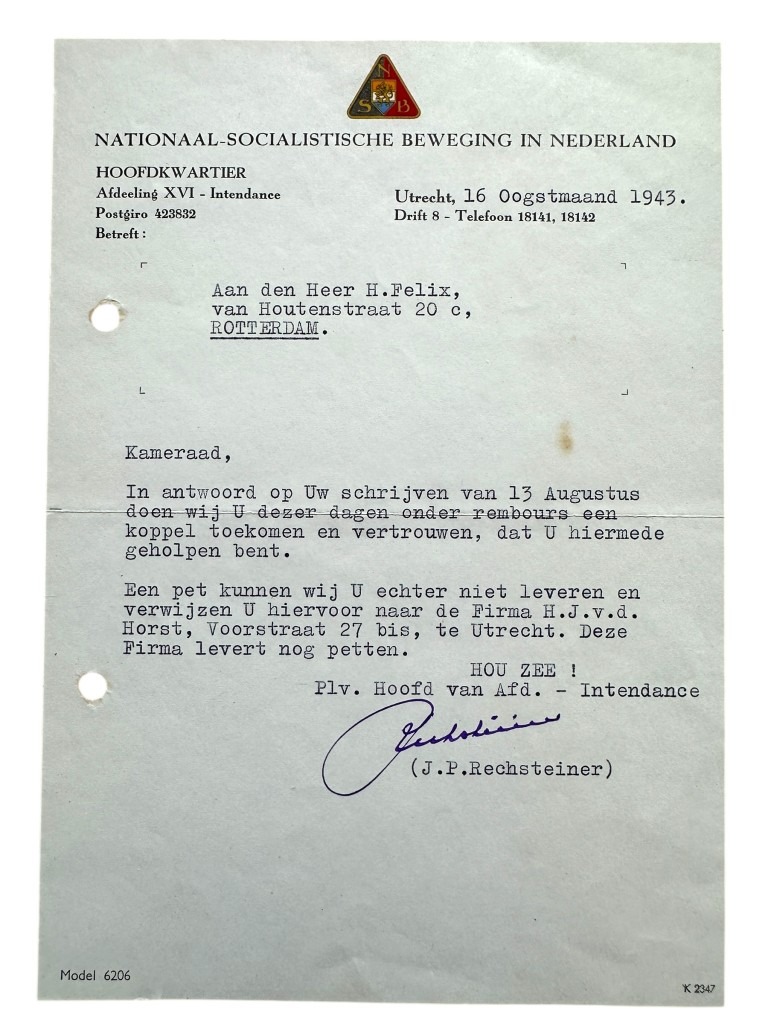 N
S B
NATIONAAL-SOCIALISTISCHE BEWEGING IN NEDERLAND
HOOFDKWARTIER
Afdeeling XVI - Intendance
Postgiro 423832
Betreft :
Utrecht, 16 Oogstmaand 1943.
Drift 8 - Telefoon 18141, 18142
Aan den Heer H.Felix,
van Houtenstraat 20 c,
ROTTERDAM.
Kameraad,
In antwoord op Uw schrijven van 13 Augustus
doen wij U dezer dagen onder rembours een
koppel toekomen en vertrouwen, dat U hiermede
geholpen bent.
Een pet kunnen wij U echter niet leveren en
verwijzen U hiervoor naar de Firma H.J.v.d.
Horst, Voorstraat 27 bis, te Utrecht. Deze
Firma levert nog petten.
HOU ZEE !
Plv. Hoofd van Afd. - Intendance
Rechsteiner
(J.P.Rechsteiner)
Model 6206
K 2347